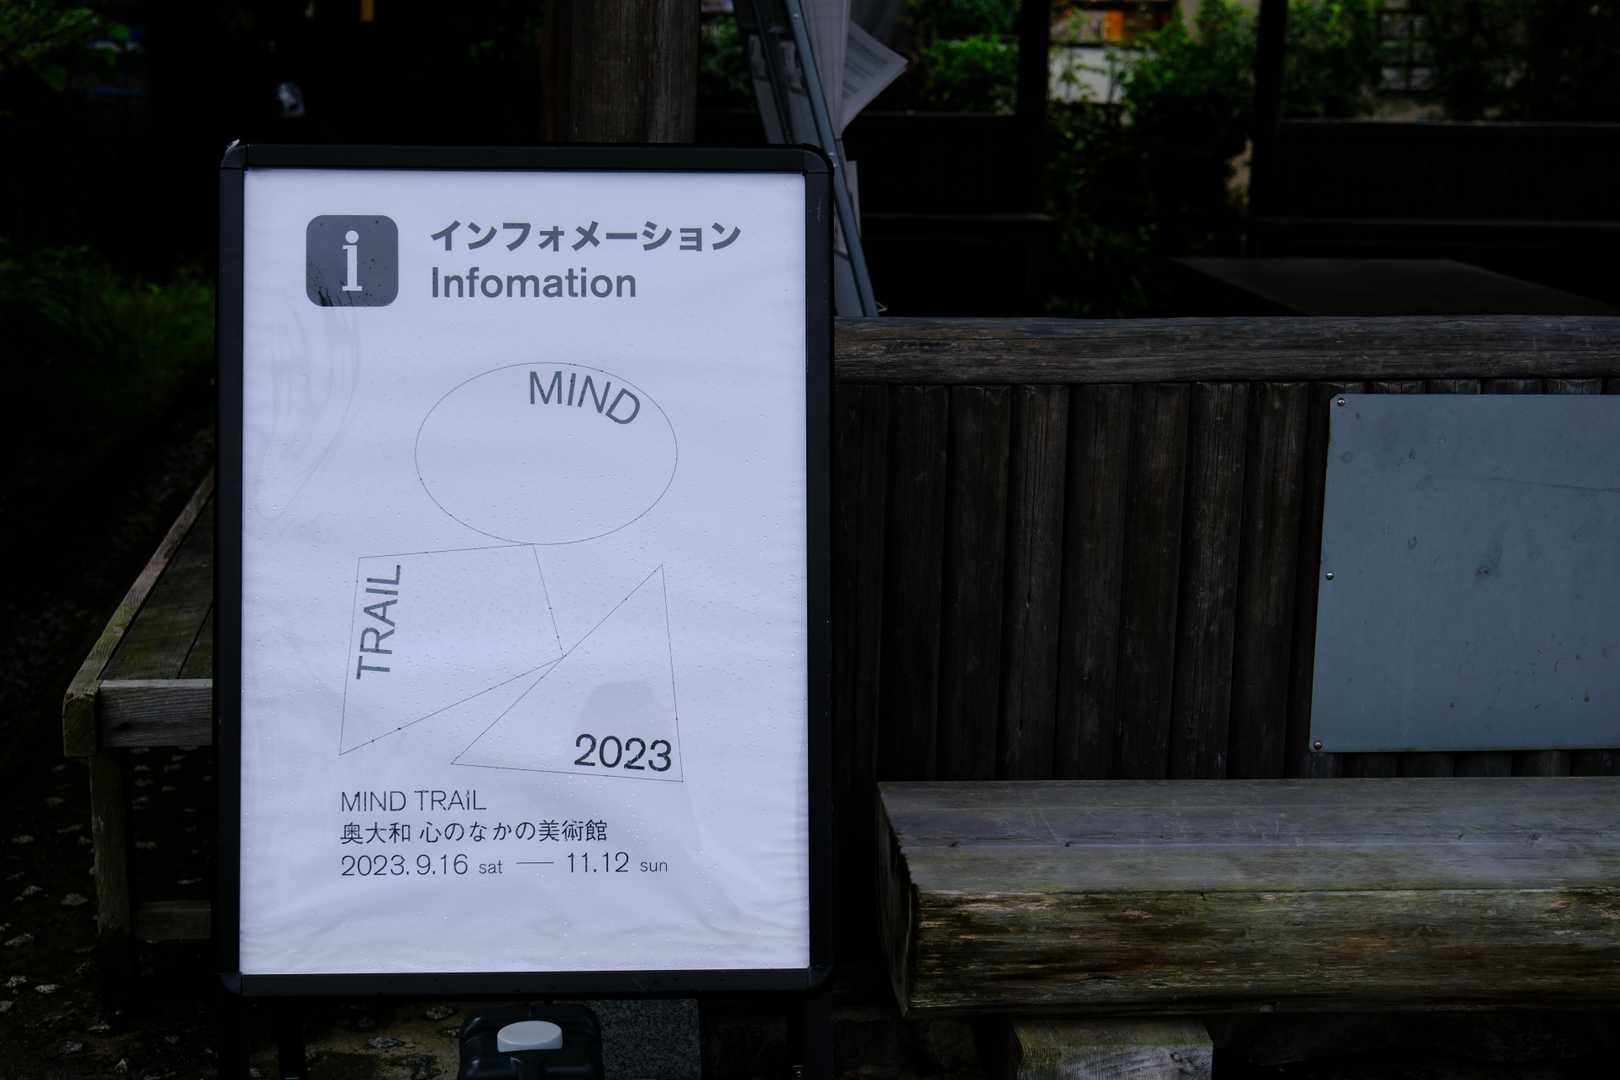 i
インフォメーション
Infomation
MIND
TRAIL
2023
MIND TRAIL
奥大和 心のなかの美術館
2023.9.16 sat — 11.12 sun